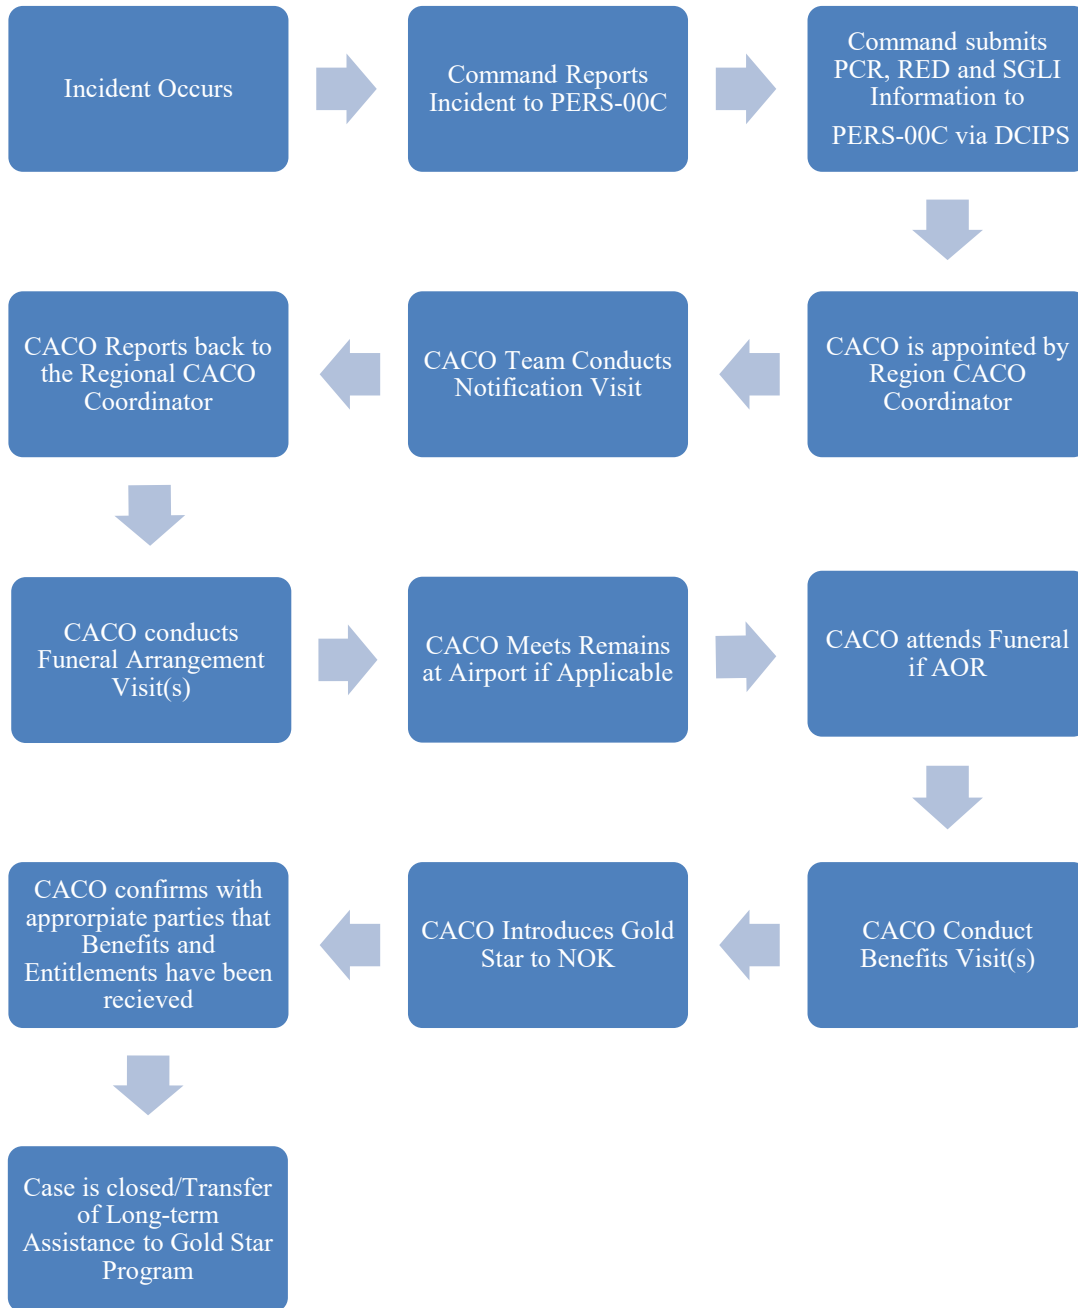 Incident Occurs
Command Reports
Incident to PERS-00C
Command submits
PCR, RED and SGLI
Information to
PERS-00C via DCIPS
CACO is appointed by
Region CACO
Coordinator
CACO Team Conducts
Notification Visit
CACO Reports back to
the Regional CACO
Coordinator
CACO conducts
Funeral Arrangement
Visit(s)
CACO Meets Remains
at Airport if Applicable
CACO attends Funeral
if AOR
CACO Conduct
Benefits Visit(s)
CACO Introduces Gold
Star to NOK
CACO confirms with
approrpiate parties that
Benefits and
Entitlements have been
recieved
Case is closed/Transfer
of Long-term
Assistance to Gold Star
Program